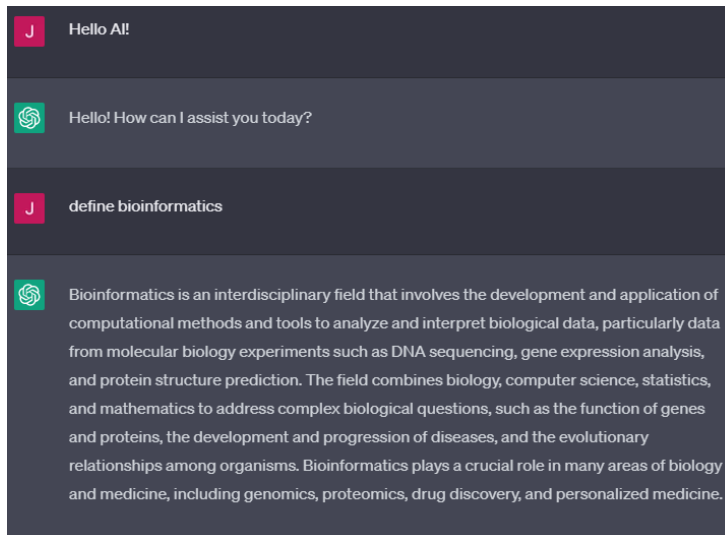 J
Hello AI!
Hello! How can I assist you today?
J
define bioinformatics
Bioinformatics is an interdisciplinary field that involves the development and application of
computational methods and tools to analyze and interpret biological data, particularly data
from molecular biology experiments such as DNA sequencing, gene expression analysis,
and protein structure prediction. The field combines biology, computer science, statistics,
and mathematics to address complex biological questions, such as the function of genes
and proteins, the development and progression of diseases, and the evolutionary
relationships among organisms. Bioinformatics plays a crucial role in many areas of biology
and medicine, including genomics, proteomics, drug discovery, and personalized medicine.